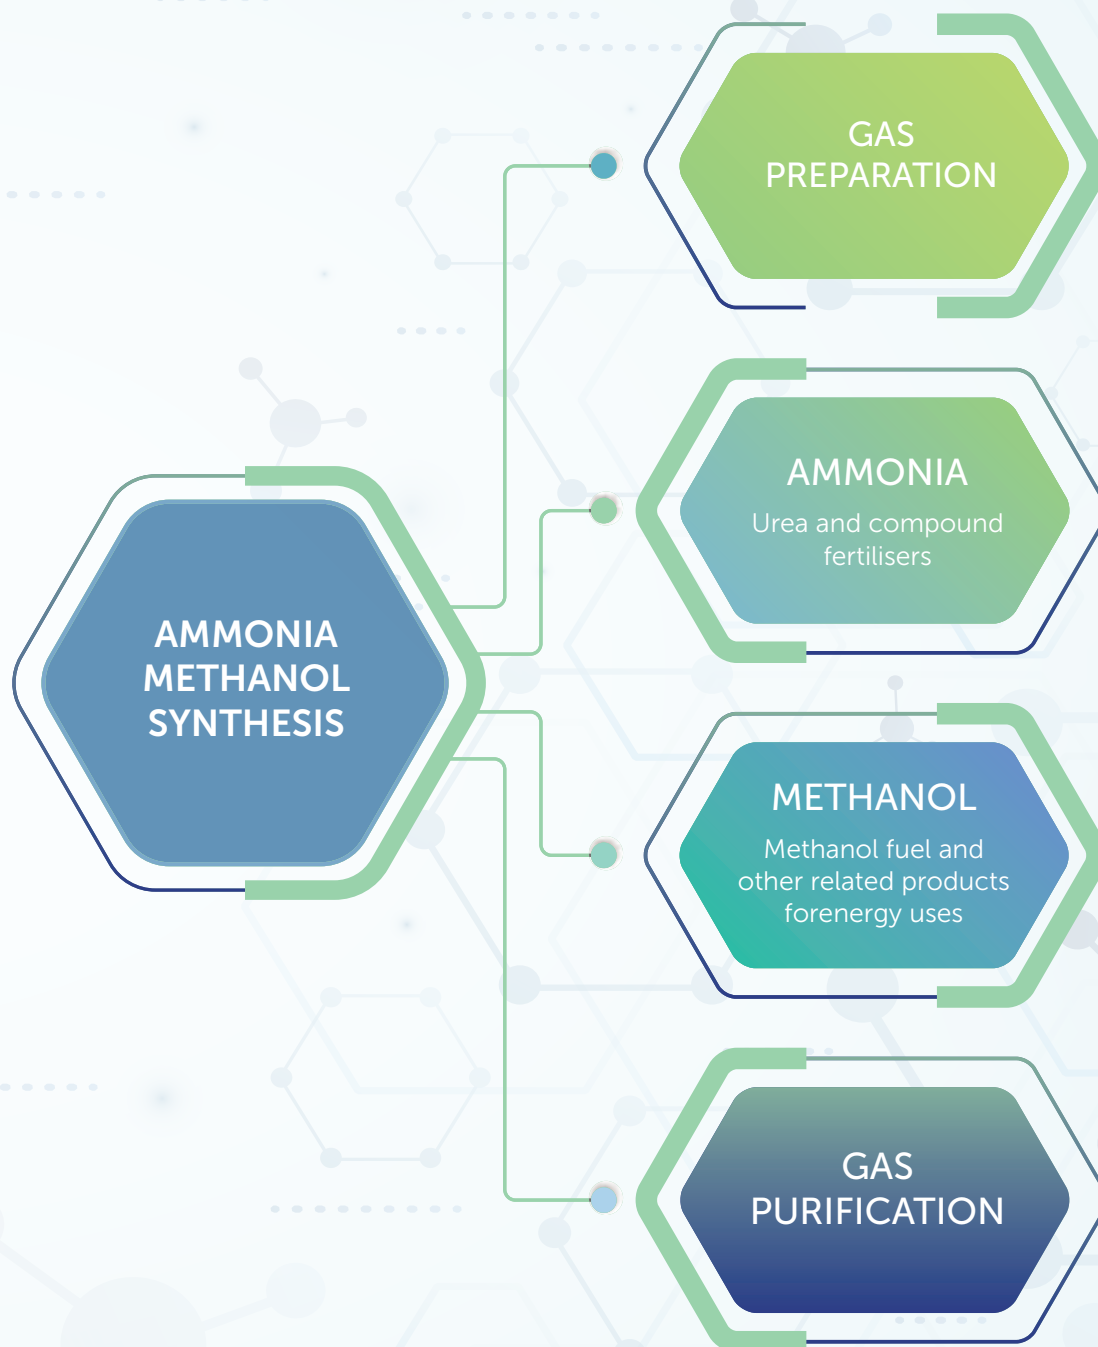 AMMONIA
METHANOL
SYNTHESIS
GAS
PREPARATION
AMMONIA
Urea and compound
fertilisers
METHANOL
Methanol fuel and
other related products
forenergy uses
GAS
PURIFICATION